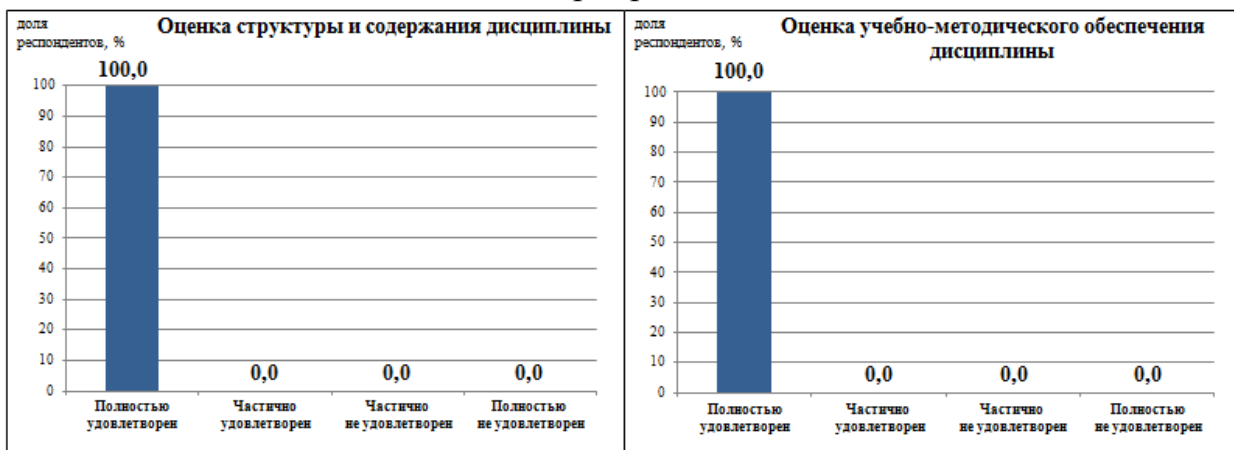 доля
респондентов, %
Оценка структуры и содержания дисциплины
100,0
100
90
80
70
60
50
40
30
20
10
0
0,0
0,0
0,0
Полностью
удовлетворен
Частично
удовлетворен
Частично
не удовлетворен
Полностью
не удовлетворен
доля
респондентов, %
Оценка учебно-методического обеспечения
дисциплины
100,0
100
90
80
70
60
50
40
30
20
10
0
0,0
0,0
0,0
Полностью
удовлетворен
Частично
удовлетворен
Частично
не удовлетворен
Полностью
не удовлетворен